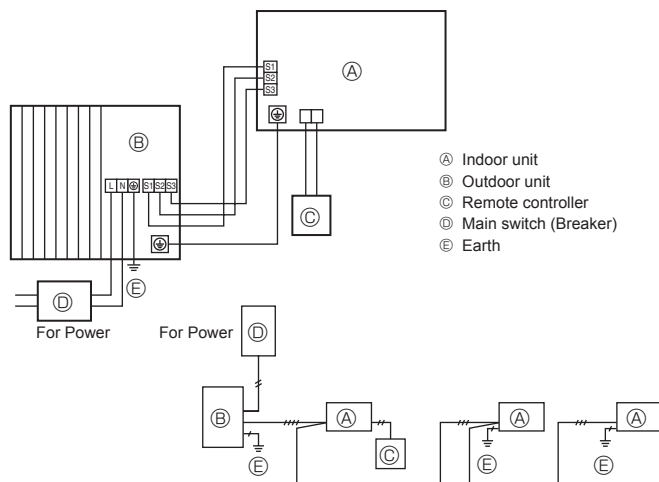 S1
S2
S3
Ⓐ
Ⓑ
L N S1 S2 S3
Ⓒ
Ⓔ
Ⓓ
For Power
Ⓐ Indoor unit
Ⓑ Outdoor unit
Ⓒ Remote controller
Ⓓ Main switch (Breaker)
Ⓔ Earth
For Power Ⓓ
Ⓑ Ⓐ Ⓐ Ⓐ
Ⓔ Ⓒ Ⓔ Ⓔ